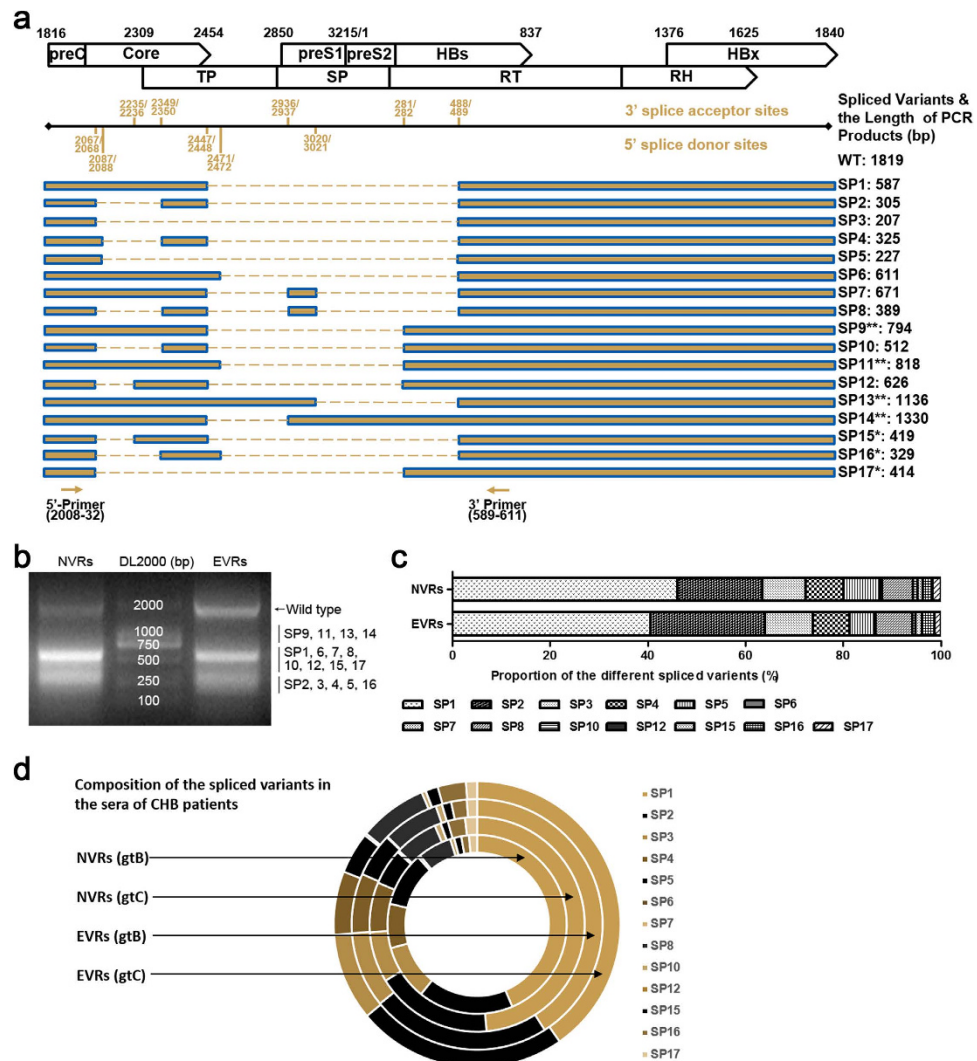 a
1816 2309 2454 2850 3215/1 837 1376 1625 1840
preC Core preS1 preS2 HBs HBx
TP SP RT RH
2235/ 2349/ 2936/ 281/ 488/
2236 2350 2937 282 489
3' splice acceptor sites
2067/ 2447/ 3020/
2068 2448 3021
2087/ 2471/
2088 2472
5' splice donor sites
Spliced Variants &
the Length of PCR
Products (bp)
WT: 1819
SP1: 587
SP2: 305
SP3: 207
SP4: 325
SP5: 227
SP6: 611
SP7: 671
SP8: 389
SP9**: 794
SP10: 512
SP11**: 818
SP12: 626
SP13**: 1136
SP14**: 1330
SP15*: 419
SP16*: 329
SP17*: 414
5'-Primer
(2008-32)
3' Primer
(589-611)
b
NVRs DL2000 (bp) EVRs
2000
1000
750
500
250
100
←Wild type
SP9, 11, 13, 14
SP1, 6, 7, 8,
10, 12, 15, 17
SP2, 3, 4, 5, 16
c
NVRs
EVRs
0 20 40 60 80 100
Proportion of the different spliced varients (%)
SP1 SP2 SP3 SP4 SP5 SP6
SP7 SP8 SP10 SP12 SP15 SP16 SP17
d
Composition of the spliced variants in
the sera of CHB patients
NVRs (gtB)
NVRs (gtC)
EVRs (gtB)
EVRs (gtC)
SP1
SP2
SP3
SP4
SP5
SP6
SP7
SP8
SP10
SP12
SP15
SP16
SP17